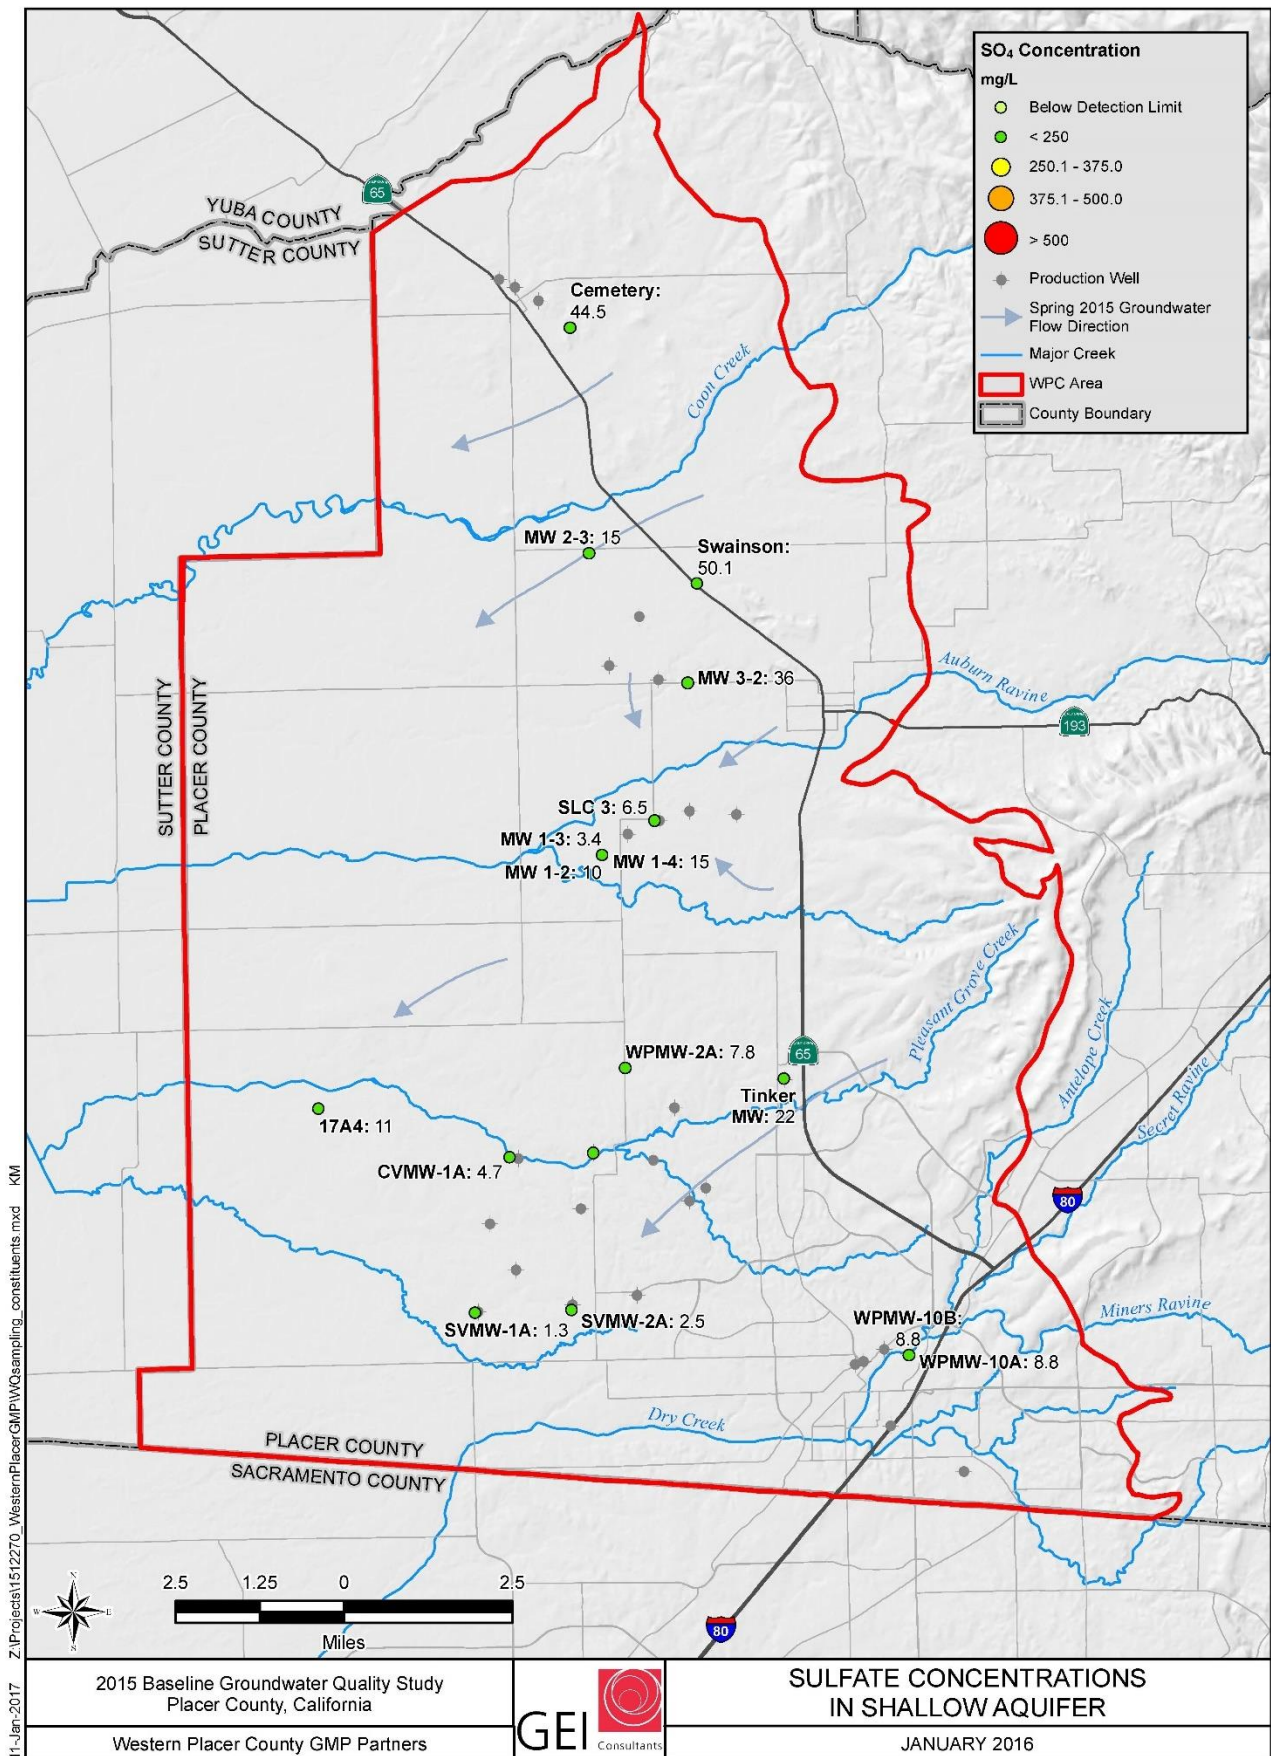 SO₄ Concentration
mg/L
Below Detection Limit
< 250
250.1 - 375.0
375.1 - 500.0
> 500
Production Well
Spring 2015 Groundwater
Flow Direction
Major Creek
WPC Area
County Boundary
65
YUBA COUNTY
SUTTER COUNTY
Cemetery:
44.5
Coon Creek
MW 2-3: 15
Swainson:
50.1
MW 3-2: 36
Auburn Ravine
193
SUTTER COUNTY
PLACER COUNTY
SLC 3: 6.5
MW 1-3: 3.4
MW 1-4: 15
MW 1-2: 10
Pleasant Grove Creek
Antelope Creek
Secret Ravine
WPMW-2A: 7.8
65
Tinker
MW: 22
17A4: 11
CVMW-1A: 4.7
80
SVMW-1A: 1.3
SVMW-2A: 2.5
WPMW-10B:
8.8
WPMW-10A: 8.8
Miners Ravine
Dry Creek
PLACER COUNTY
SACRAMENTO COUNTY
N
W
E
S
2.5 1.25 0 2.5
Miles
80
Z:\Projects\1512270_WesternPlacerGMP\WQsampling_constituents.mxd KM
2015 Baseline Groundwater Quality Study
Placer County, California
Western Placer County GMP Partners
GEI Consultants
SULFATE CONCENTRATIONS
IN SHALLOW AQUIFER
JANUARY 2016